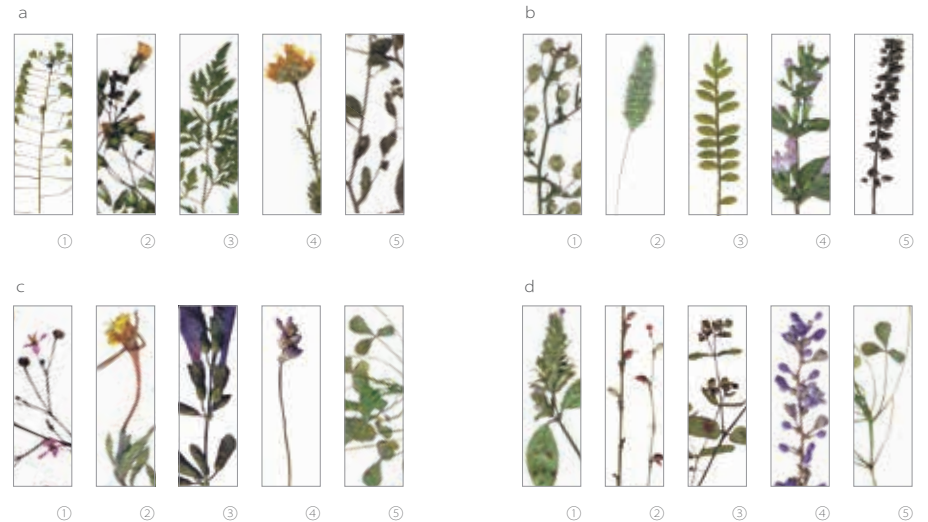 a
b
① ② ③ ④ ⑤
① ② ③ ④ ⑤
c
d
① ② ③ ④ ⑤
① ② ③ ④ ⑤